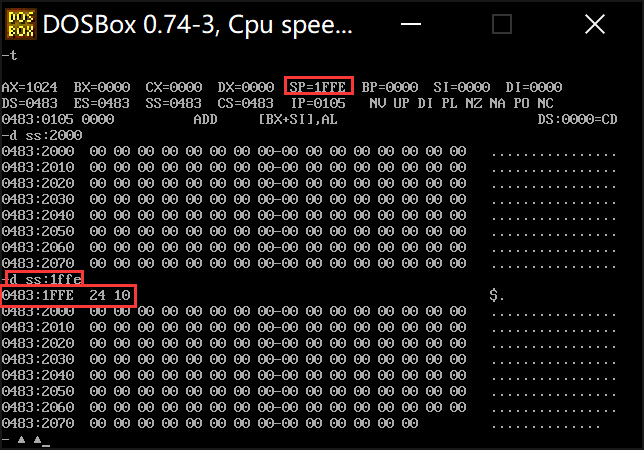 DOS
BOX
DOSBox 0.74-3, Cpu spee...
-t
AX=1024 BX=0000 CX=0000 DX=0000 SP=1FFE BP=0000 SI=0000 DI=0000
DS=0483 ES=0483 SS=0483 CS=0483 IP=0105 NV UP DI PL NZ NA PO NC
0483:0105 0000 ADD [BX+SI],AL DS:0000=CD
-d ss:2000
0483:2000 00 00 00 00 00 00 00 00-00 00 00 00 00 00 00 00 ................
0483:2010 00 00 00 00 00 00 00 00-00 00 00 00 00 00 00 00 ................
0483:2020 00 00 00 00 00 00 00 00-00 00 00 00 00 00 00 00 ................
0483:2030 00 00 00 00 00 00 00 00-00 00 00 00 00 00 00 00 ................
0483:2040 00 00 00 00 00 00 00 00-00 00 00 00 00 00 00 00 ................
0483:2050 00 00 00 00 00 00 00 00-00 00 00 00 00 00 00 00 ................
0483:2060 00 00 00 00 00 00 00 00-00 00 00 00 00 00 00 00 ................
0483:2070 00 00 00 00 00 00 00 00-00 00 00 00 00 00 00 00 ................
-d ss:1ffe
0483:1FFE 24 10 $.
0483:2000 00 00 00 00 00 00 00 00-00 00 00 00 00 00 00 00 ................
0483:2010 00 00 00 00 00 00 00 00-00 00 00 00 00 00 00 00 ................
0483:2020 00 00 00 00 00 00 00 00-00 00 00 00 00 00 00 00 ................
0483:2030 00 00 00 00 00 00 00 00-00 00 00 00 00 00 00 00 ................
0483:2040 00 00 00 00 00 00 00 00-00 00 00 00 00 00 00 00 ................
0483:2050 00 00 00 00 00 00 00 00-00 00 00 00 00 00 00 00 ................
0483:2060 00 00 00 00 00 00 00 00-00 00 00 00 00 00 00 00 ................
0483:2070 00 00 00 00 00 00 00 00-00 00 00 00 00 00 ..............
- ▲ ▲_